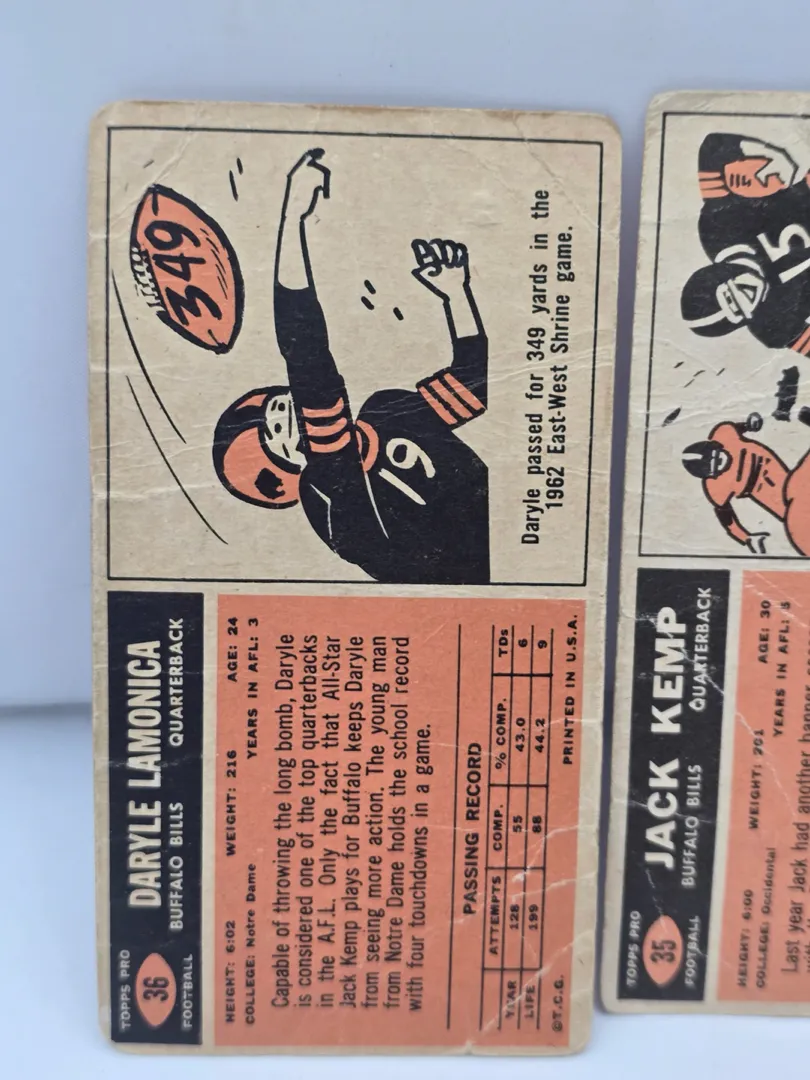 TOPPS PRO
36
FOOTBALL
DARYLE LAMONICA
BUFFALO BILLS QUARTERBACK
HEIGHT: 6:02 WEIGHT: 216 AGE: 24
COLLEGE: Notre Dame YEARS IN AFL: 3
Capable of throwing the long bomb, Daryle
is considered one of the top quarterbacks
in the A.F.L. Only the fact that All-Star
Jack Kemp plays for Buffalo keeps Daryle
from seeing more action. The young man
from Notre Dame holds the school record
with four touchdowns in a game.
PASSING RECORD
ATTEMPTS COMP. % COMP. TDs
YEAR 128 55 43.0 6
LIFE 199 88 44.2 9
©T.C.G. PRINTED IN U.S.A.
349
19
Daryle passed for 349 yards in the
1962 East-West Shrine game.
TOPPS PRO
35
FOOTBALL
JACK KEMP
BUFFALO BILLS QUARTERBACK
HEIGHT: 6:00 WEIGHT: 201 AGE: 30
COLLEGE: Occidental YEARS IN AFL: 5
Last year Jack had another
15